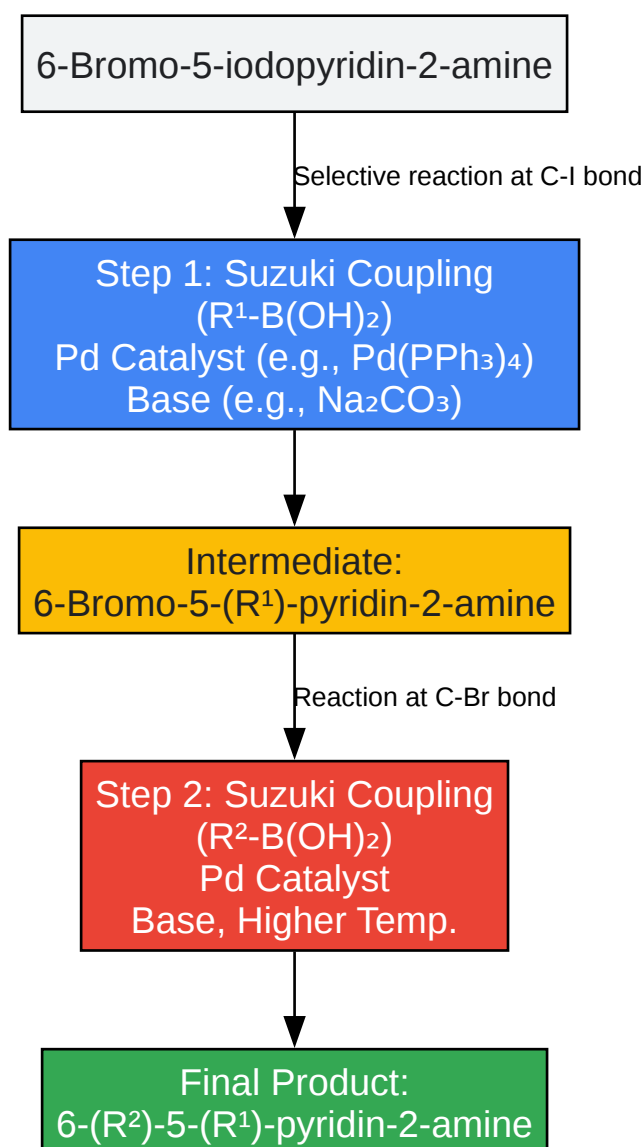 6-Bromo-5-iodopyridin-2-amine
Selective reaction at C-I bond
Step 1: Suzuki Coupling
(R¹-B(OH)₂)
Pd Catalyst (e.g., Pd(PPh₃)₄)
Base (e.g., Na₂CO₃)
Intermediate:
6-Bromo-5-(R¹)-pyridin-2-amine
Reaction at C-Br bond
Step 2: Suzuki Coupling
(R²-B(OH)₂)
Pd Catalyst
Base, Higher Temp.
Final Product:
6-(R²)-5-(R¹)-pyridin-2-amine